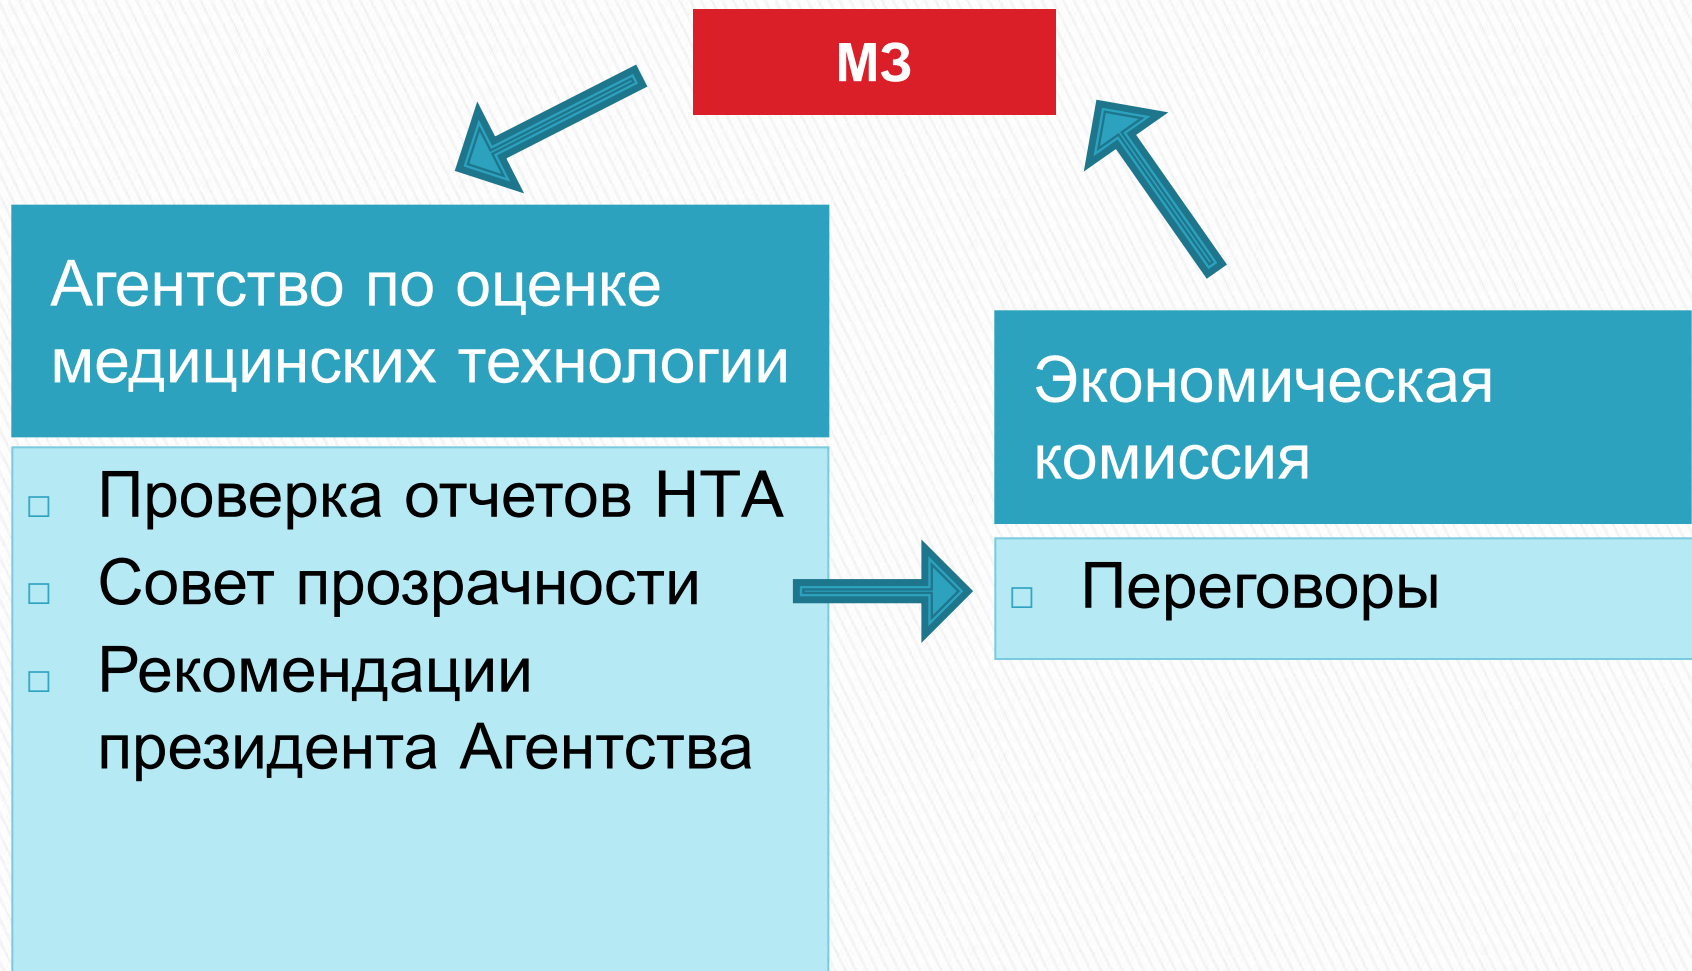 МЗ
Агентство по оценке
медицинских технологии
Проверка отчетов НТА
Совет прозрачности
Рекомендации
президента Агентства
Экономическая
комиссия
Переговоры